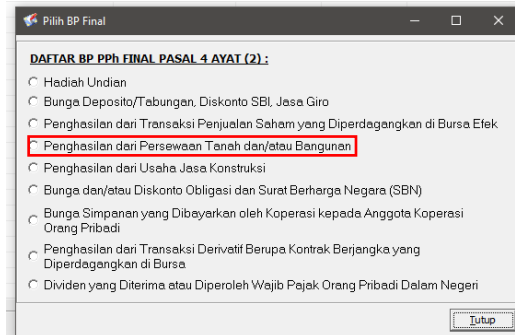 Pilih BP Final
DAFTAR BP PPh FINAL PASAL 4 AYAT (2) :
Hadiah Undian
Bunga Deposito/Tabungan, Diskonto SBI, Jasa Giro
Penghasilan dari Transaksi Penjualan Saham yang Diperdagangkan di Bursa Efek
Penghasilan dari Persewaan Tanah dan/atau Bangunan
Penghasilan dari Usaha Jasa Konstruksi
Bunga dan/atau Diskonto Obligasi dan Surat Berharga Negara (SBN)
Bunga Simpanan yang Dibayarkan oleh Koperasi kepada Anggota Koperasi
Orang Pribadi
Penghasilan dari Transaksi Derivatif Berupa Kontrak Berjangka yang
Diperdagangkan di Bursa
Dividen yang Diterima atau Diperoleh Wajib Pajak Orang Pribadi Dalam Negeri
Tutup